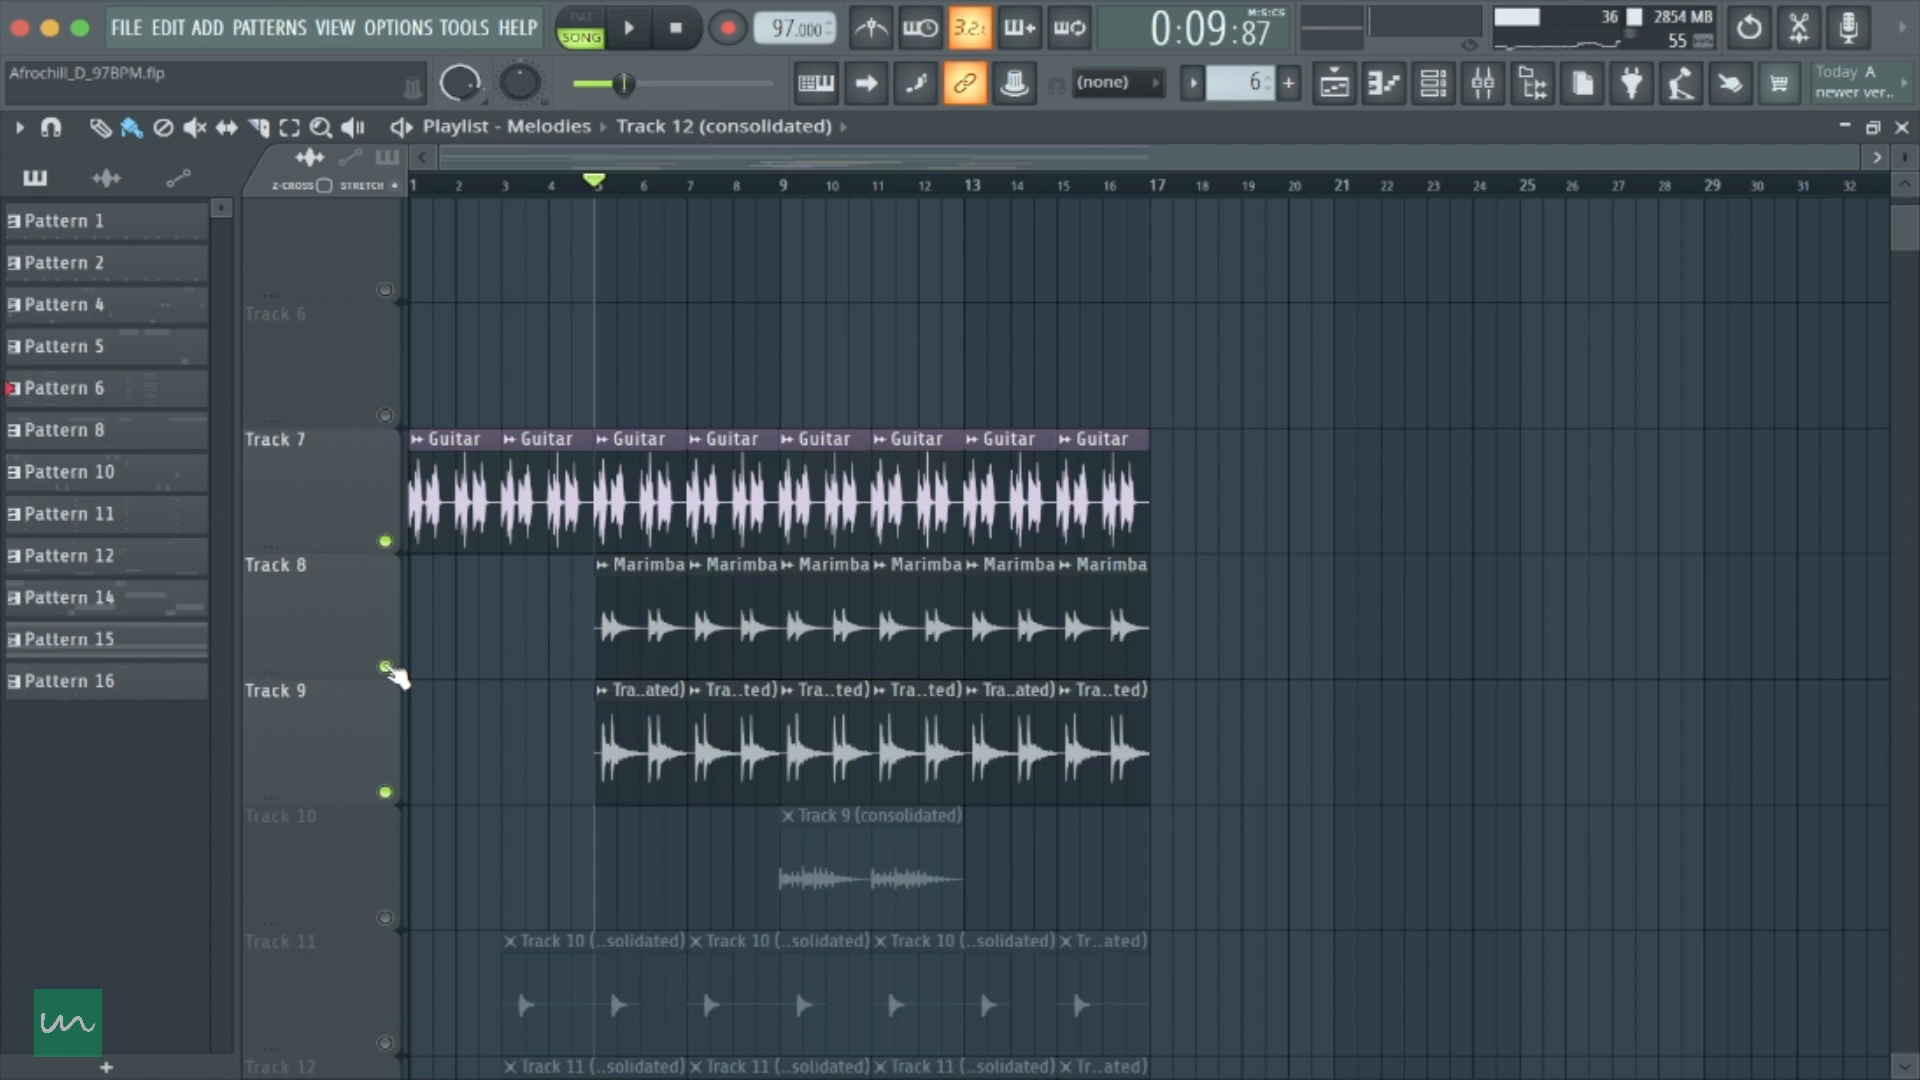 FILE EDIT ADD PATTERNS VIEW OPTIONS TOOLS HELP
PAT
SONG
97.000
3.2.
0:09:87
M:S:CS
36
2854 MB
55
Afrochill_D_97BPM.flp
(none)
6
Today A
newer ver..
Playlist - Melodies
Track 12 (consolidated)
Z-CROSS
STRETCH
1 2 3 4 5 6 7 8 9 10 11 12 13 14 15 16 17 18 19 20 21 22 23 24 25 26 27 28 29 30 31 32
Pattern 1
Pattern 2
Pattern 4
Pattern 5
Pattern 6
Pattern 8
Pattern 10
Pattern 11
Pattern 12
Pattern 14
Pattern 15
Pattern 16
Track 6
Track 7
Guitar Guitar Guitar Guitar Guitar Guitar Guitar Guitar
Track 8
Marimba Marimba Marimba Marimba Marimba Marimba
Track 9
Tra..ated) Tra..ted) Tra..ted) Tra..ted) Tra..ated) Tra..ted)
Track 10
Track 9 (consolidated)
Track 11
Track 10 (..solidated) Track 10 (..solidated) Track 10 (..solidated) Tr..ated)
Track 12
Track 11 (..solidated) Track 11 (..solidated) Track 11 (..solidated) Tr..ated)